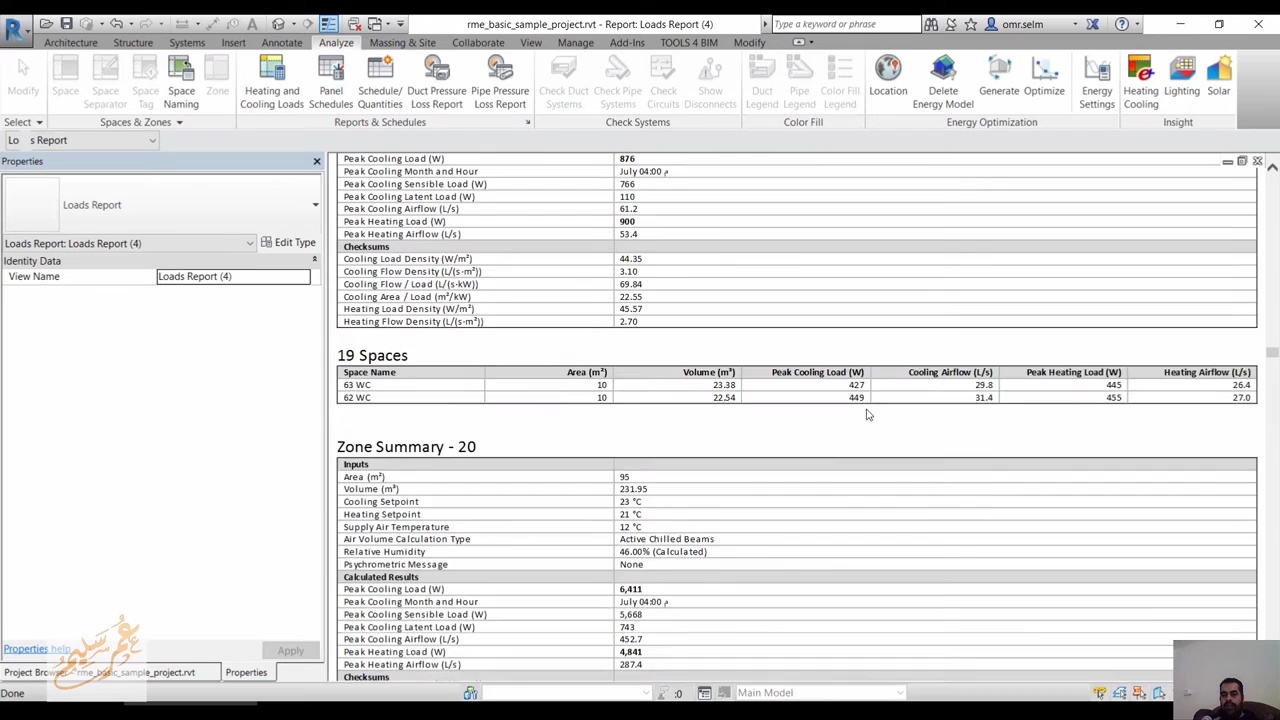 rme_basic_sample_project.rvt - Report: Loads Report (4)
Type a keyword or phrase
omr.selm
Architecture Structure Systems Insert Annotate Analyze Massing & Site Collaborate View Manage Add-Ins TOOLS 4 BIM Modify
Modify
Space
Space Separator
Space Tag
Space Naming
Zone
Heating and Cooling Loads
Panel Schedules
Schedule/ Quantities
Duct Pressure Loss Report
Pipe Pressure Loss Report
Check Duct Systems
Check Pipe Systems
Check Circuits
Show Disconnects
Duct Legend
Pipe Legend
Color Fill Legend
Location
Delete Energy Model
Generate
Optimize
Energy Settings
Heating Cooling
Lighting
Solar
Select Spaces & Zones Reports & Schedules Check Systems Color Fill Energy Optimization Insight
Lo s Report
Properties
Loads Report
Loads Report: Loads Report (4) Edit Type
Identity Data
View Name Loads Report (4)
Properties help
Apply
Project Browser - rme_basic_sample_project.rvt Properties
Peak Cooling Load (W) 876
Peak Cooling Month and Hour July 04:00 م
Peak Cooling Sensible Load (W) 766
Peak Cooling Latent Load (W) 110
Peak Cooling Airflow (L/s) 61.2
Peak Heating Load (W) 900
Peak Heating Airflow (L/s) 53.4
Checksums
Cooling Load Density (W/m²) 44.35
Cooling Flow Density (L/(s·m²)) 3.10
Cooling Flow / Load (L/(s·kW)) 69.84
Cooling Area / Load (m²/kW) 22.55
Heating Load Density (W/m²) 45.57
Heating Flow Density (L/(s·m²)) 2.70
19 Spaces
Space Name Area (m²) Volume (m³) Peak Cooling Load (W) Cooling Airflow (L/s) Peak Heating Load (W) Heating Airflow (L/s)
63 WC 10 23.38 427 29.8 445 26.4
62 WC 10 22.54 449 31.4 455 27.0
Zone Summary - 20
Inputs
Area (m²) 95
Volume (m³) 231.95
Cooling Setpoint 23 °C
Heating Setpoint 21 °C
Supply Air Temperature 12 °C
Air Volume Calculation Type Active Chilled Beams
Relative Humidity 46.00% (Calculated)
Psychrometric Message None
Calculated Results
Peak Cooling Load (W) 6,411
Peak Cooling Month and Hour July 04:00 م
Peak Cooling Sensible Load (W) 5,668
Peak Cooling Latent Load (W) 743
Peak Cooling Airflow (L/s) 452.7
Peak Heating Load (W) 4,841
Peak Heating Airflow (L/s) 287.4
Checksums
عمر سليم
Done
:0
Main Model